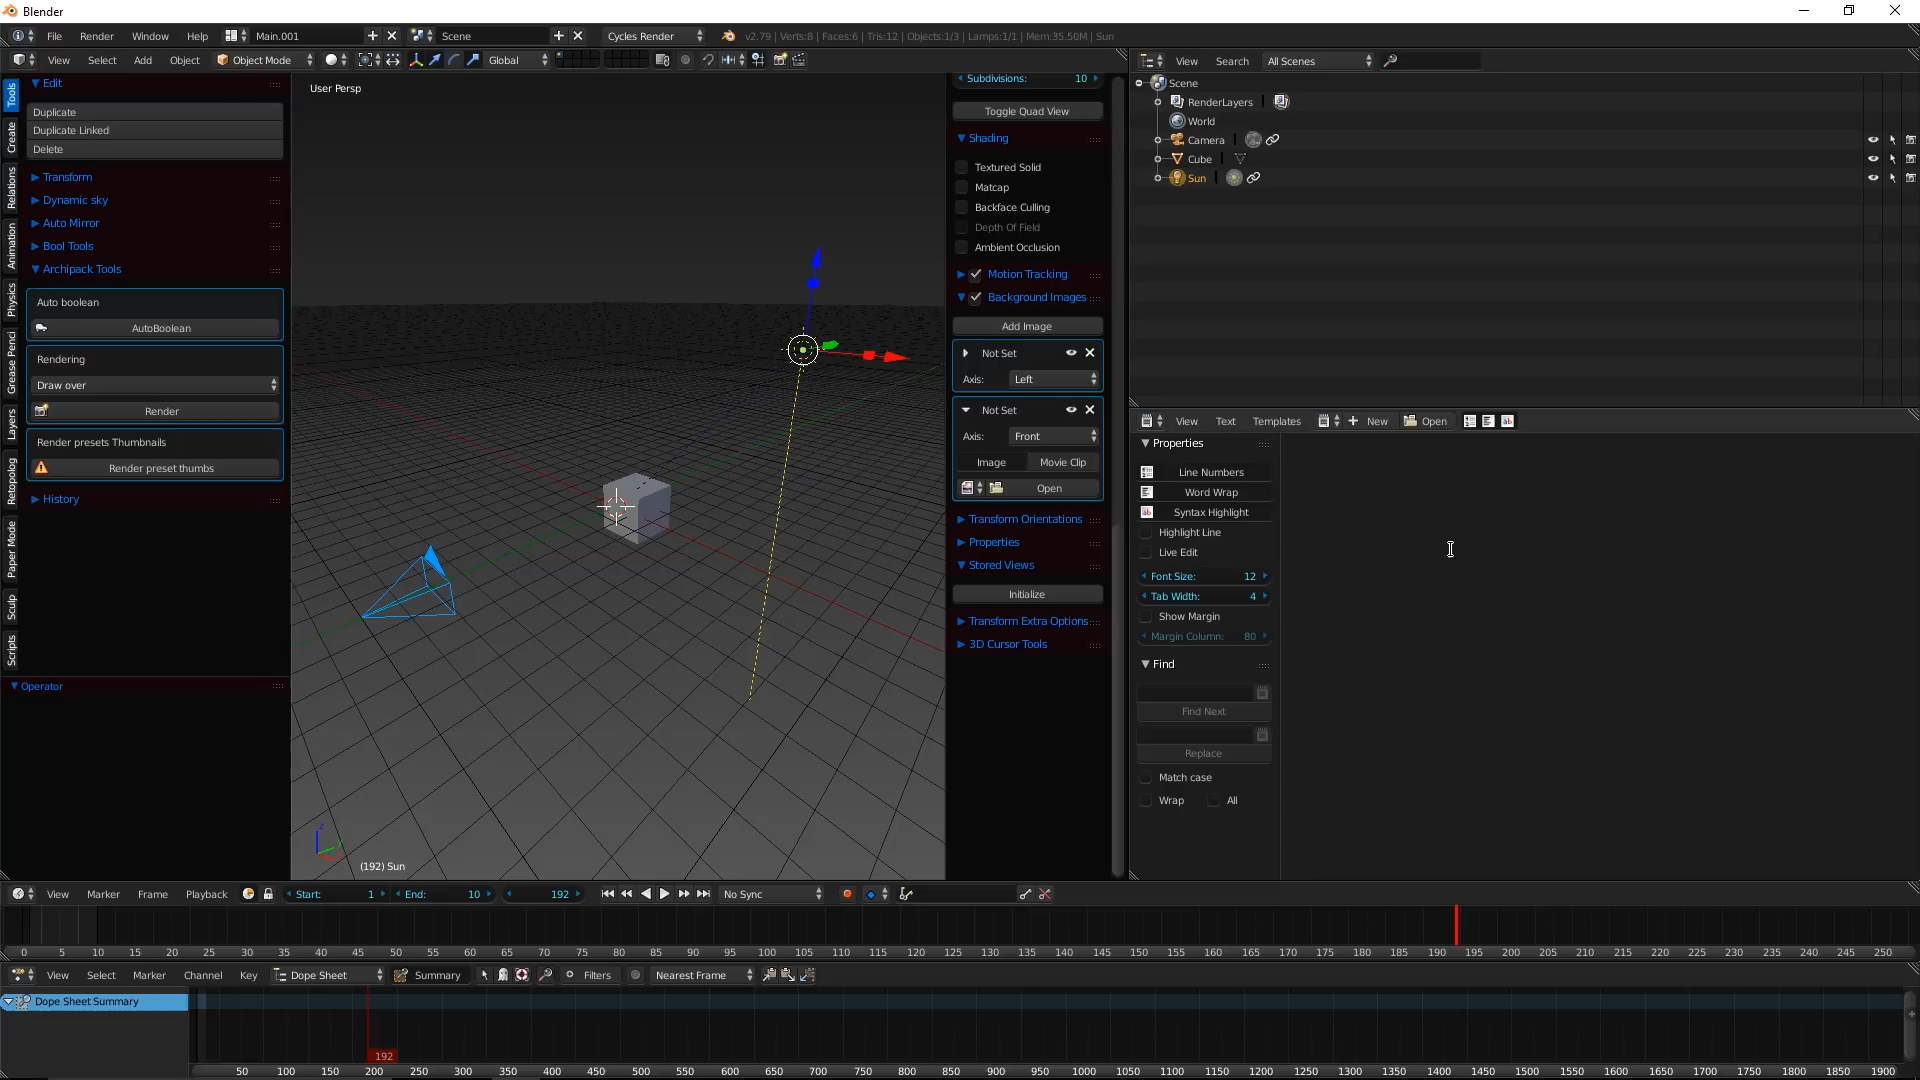 Blender
File Render Window Help Main.001 Scene Cycles Render v2.79 | Verts:8 | Faces:6 | Tris:12 | Objects:1/3 | Lamps:1/1 | Mem:35.50M | Sun
View Select Add Object Object Mode Global
View Search All Scenes
Tools
Create
Relations
Animation
Physics
Grease Penci
Layers
Retopolog
Paper Mode
Sculp
Scripts
Edit
Duplicate
Duplicate Linked
Delete
Transform
Dynamic sky
Auto Mirror
Bool Tools
Archipack Tools
Auto boolean
AutoBoolean
Rendering
Draw over
Render
Render presets Thumbnails
Render preset thumbs
History
Operator
User Persp
(192) Sun
Subdivisions: 10
Toggle Quad View
Shading
Textured Solid
Matcap
Backface Culling
Depth Of Field
Ambient Occlusion
Motion Tracking
Background Images
Add Image
Not Set
Axis: Left
Not Set
Axis: Front
Image Movie Clip
Open
Transform Orientations
Properties
Stored Views
Initialize
Transform Extra Options
3D Cursor Tools
Scene
RenderLayers
World
Camera
Cube
Sun
View Text Templates New Open
Properties
Line Numbers
Word Wrap
Syntax Highlight
Highlight Line
Live Edit
Font Size: 12
Tab Width: 4
Show Margin
Margin Column: 80
Find
Find Next
Replace
Match case
Wrap All
View Marker Frame Playback Start: 1 End: 10 192 No Sync
0 5 10 15 20 25 30 35 40 45 50 55 60 65 70 75 80 85 90 95 100 105 110 115 120 125 130 135 140 145 150 155 160 165 170 175 180 185 190 195 200 205 210 215 220 225 230 235 240 245 250
View Select Marker Channel Key Dope Sheet Summary Filters Nearest Frame
Dope Sheet Summary
192
50 100 150 200 250 300 350 400 450 500 550 600 650 700 750 800 850 900 950 1000 1050 1100 1150 1200 1250 1300 1350 1400 1450 1500 1550 1600 1650 1700 1750 1800 1850 1900